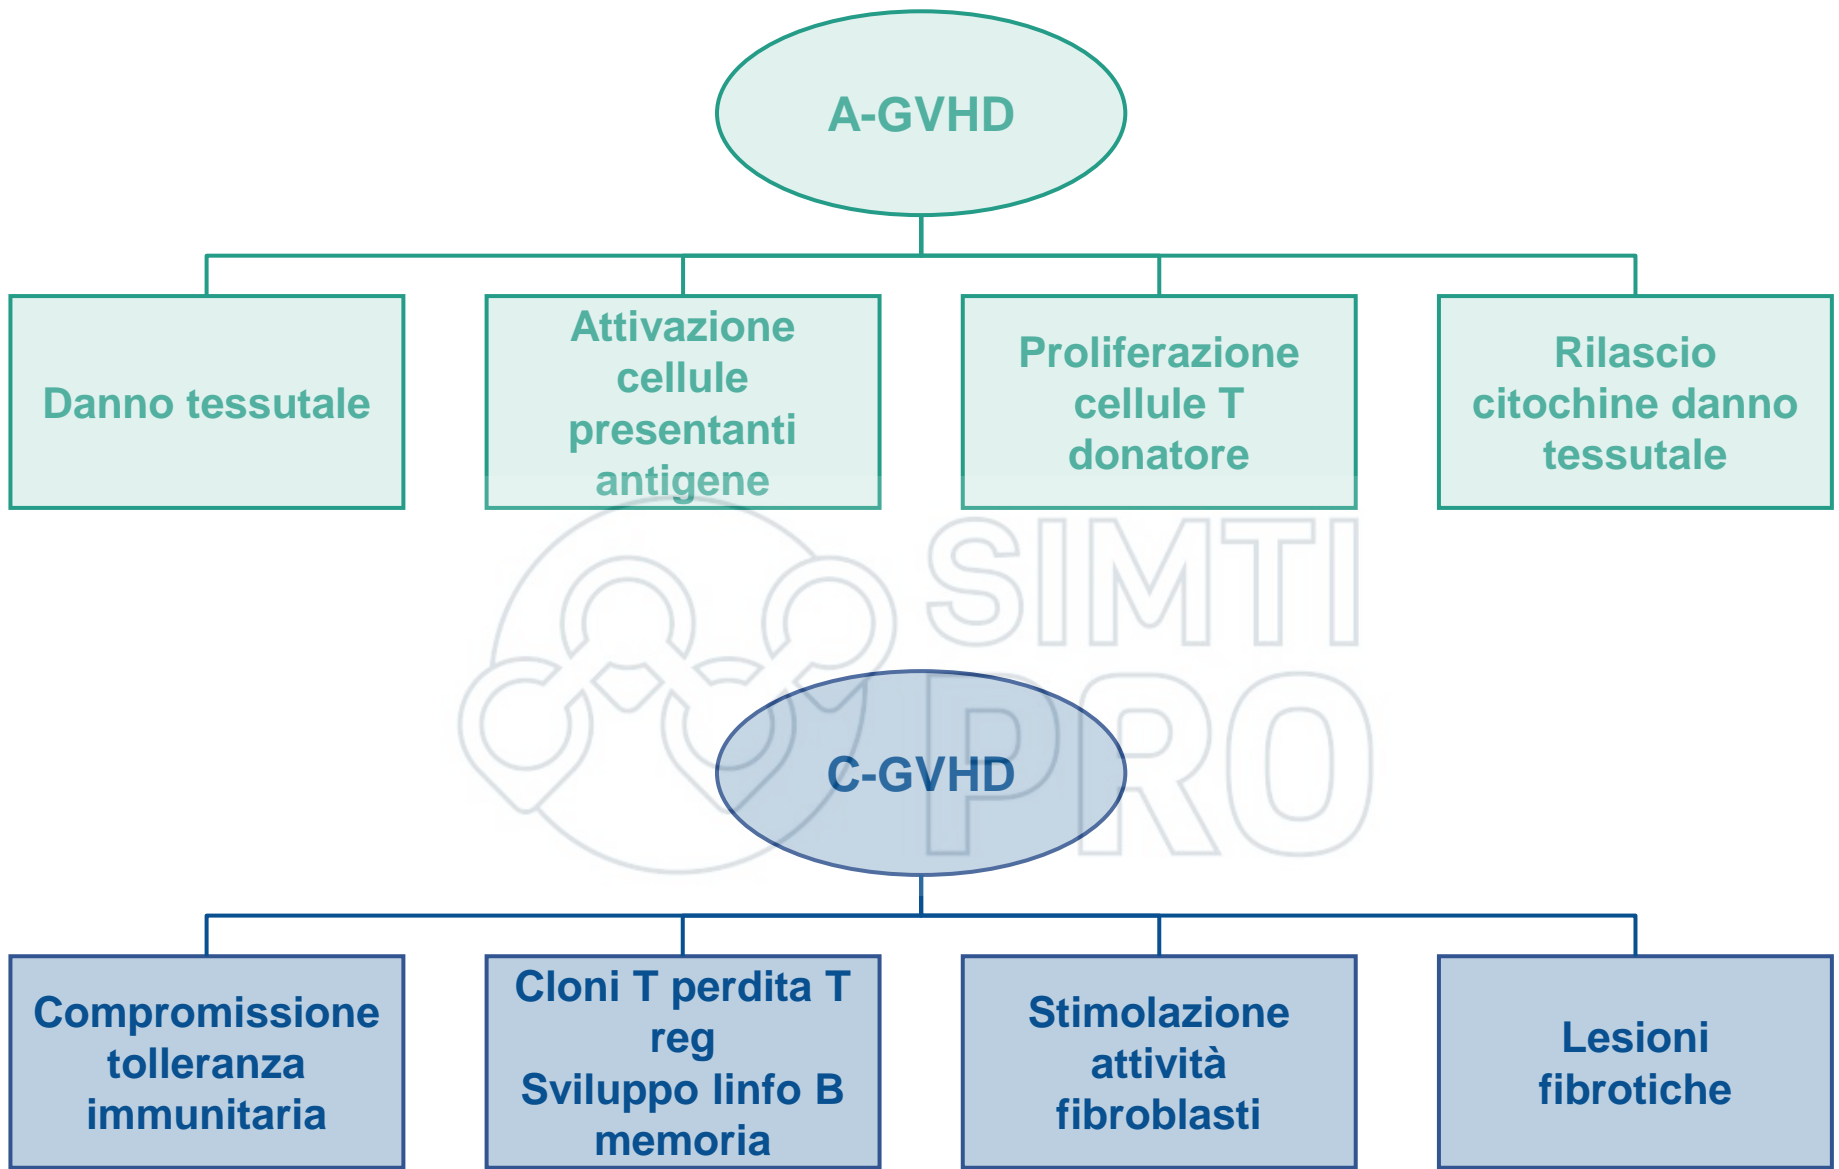 A-GVHD
Danno tessutale
Attivazione
cellule
presentanti
antigene
Proliferazione
cellule T
donatore
Rilascio
citochine danno
tessutale
SIMTI
PRO
C-GVHD
Compromissione
tolleranza
immunitaria
Cloni T perdita T
reg
Sviluppo linfo B
memoria
Stimolazione
attività
fibroblasti
Lesioni
fibrotiche